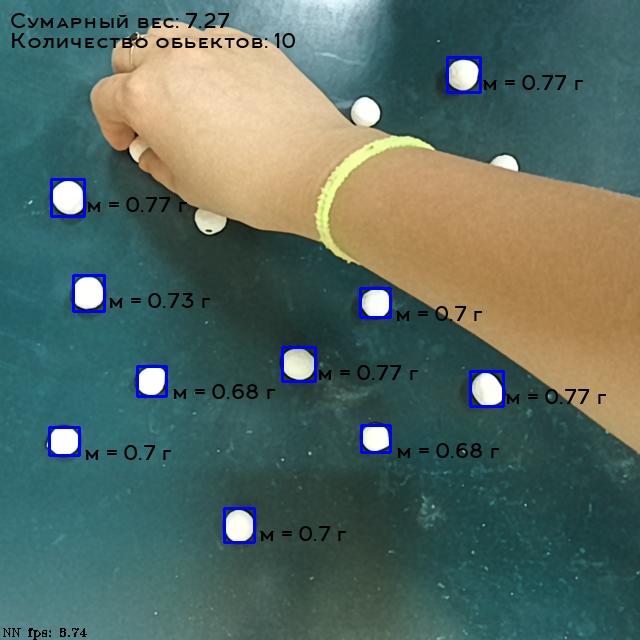 Сумарный вес: 7.27
Количество обьектов: 10
м = 0.77 г
м = 0.77 г
м = 0.73 г
м = 0.7 г
м = 0.77 г
м = 0.68 г
м = 0.77 г
м = 0.7 г
м = 0.68 г
м = 0.7 г
NN fps: 8.74